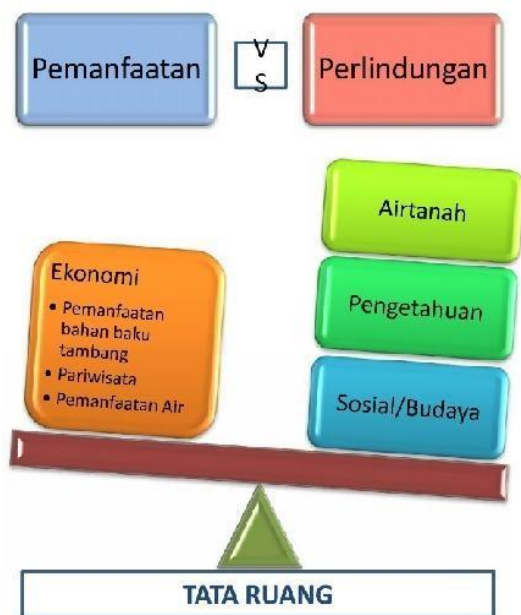 Pemanfaatan
V
S
Perlindungan
Ekonomi
• Pemanfaatan
bahan baku
tambang
• Pariwisata
• Pemanfaatan Air
Airtanah
Pengetahuan
Sosial/Budaya
TATA RUANG